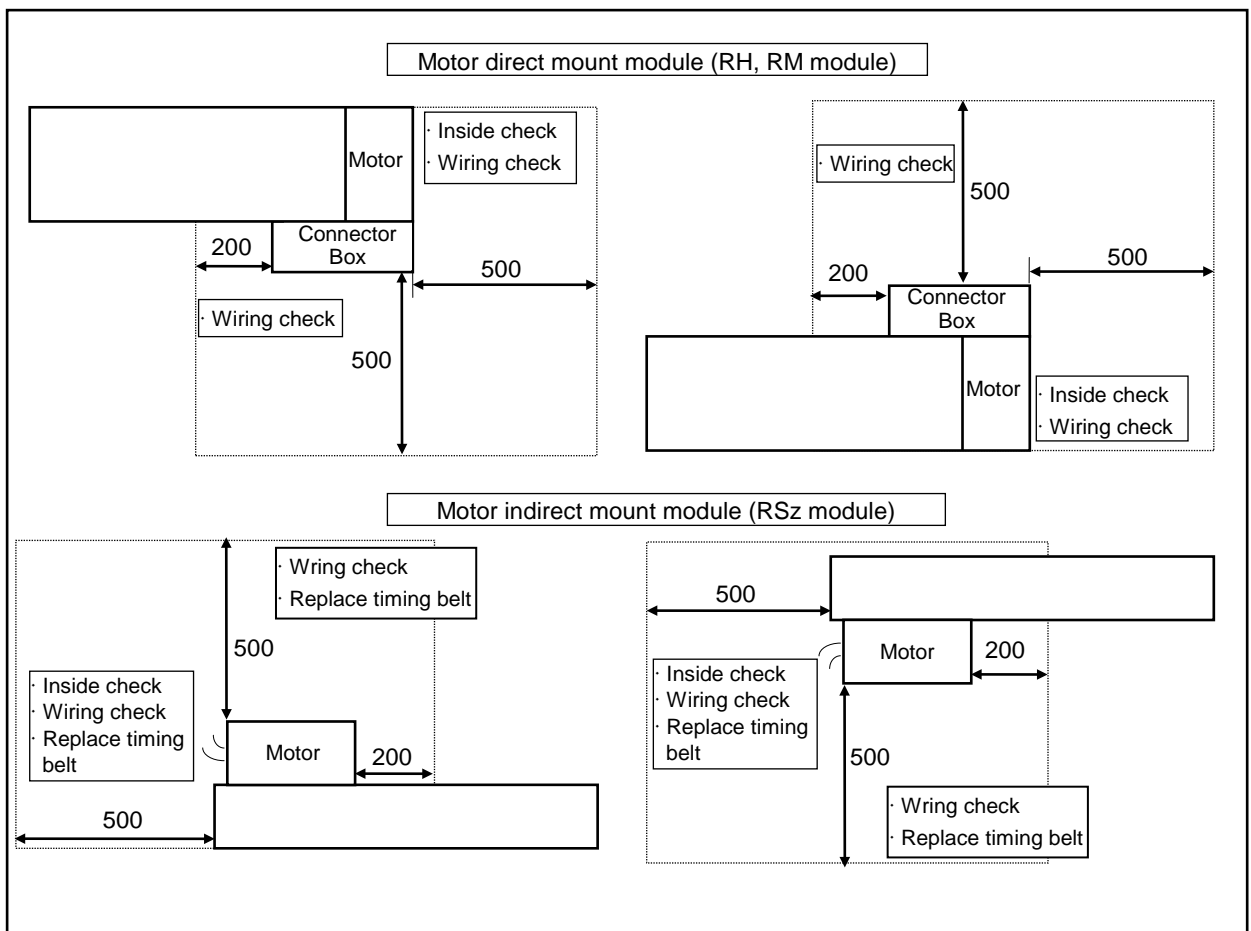 Motor direct mount module (RH, RM module)
Motor
· Inside check
· Wiring check
Connector
Box
200
500
· Wiring check
500
· Wiring check
500
500
200
Connector
Box
Motor
· Inside check
· Wiring check
Motor indirect mount module (RSz module)
· Wring check
· Replace timing belt
500
· Inside check
· Wiring check
· Replace timing
belt
Motor
200
500
500
Motor
200
· Inside check
· Wiring check
· Replace timing
belt
500
· Wring check
· Replace timing belt